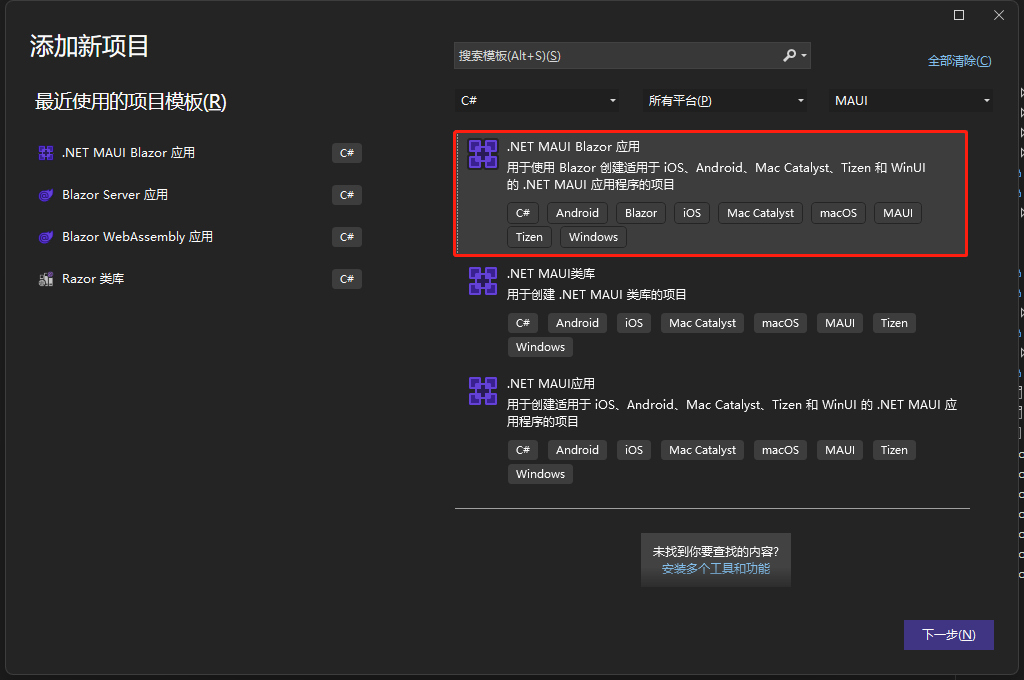 添加新项目
搜索模板(Alt+S)(S)
全部清除(C)
最近使用的项目模板(R)
C#
所有平台(P)
MAUI
.NET MAUI Blazor 应用
C#
Blazor Server 应用
C#
Blazor WebAssembly 应用
C#
Razor 类库
C#
.NET MAUI Blazor 应用
用于使用 Blazor 创建适用于 iOS、Android、Mac Catalyst、Tizen 和 WinUI
的 .NET MAUI 应用程序的项目
C# Android Blazor iOS Mac Catalyst macOS MAUI
Tizen Windows
.NET MAUI类库
用于创建 .NET MAUI 类库的项目
C# Android iOS Mac Catalyst macOS MAUI Tizen
Windows
.NET MAUI应用
用于创建适用于 iOS、Android、Mac Catalyst、Tizen 和 WinUI 的 .NET MAUI 应
用程序的项目
C# Android iOS Mac Catalyst macOS MAUI Tizen
Windows
未找到你要查找的内容?
安装多个工具和功能
下一步(N)